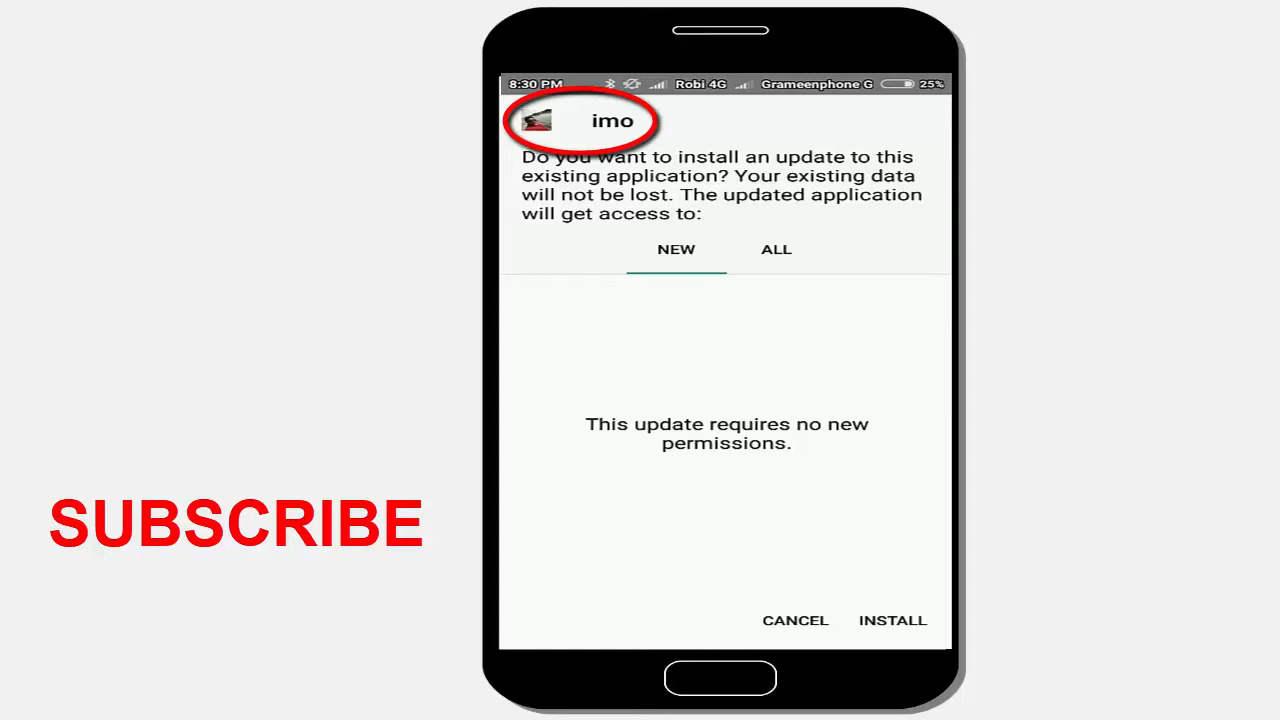 8:30 PM Robi 4G Grameenphone G 25%
imo
Do you want to install an update to this
existing application? Your existing data
will not be lost. The updated application
will get access to:
NEW ALL
This update requires no new
permissions.
SUBSCRIBE
CANCEL INSTALL